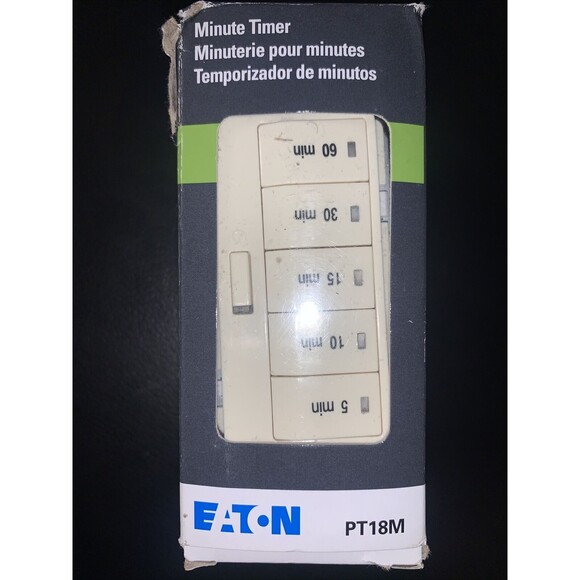 Minute Timer
Minuterie pour minutes
Temporizador de minutos
60 min
30 min
15 min
10 min
5 min
EATON
PT18M